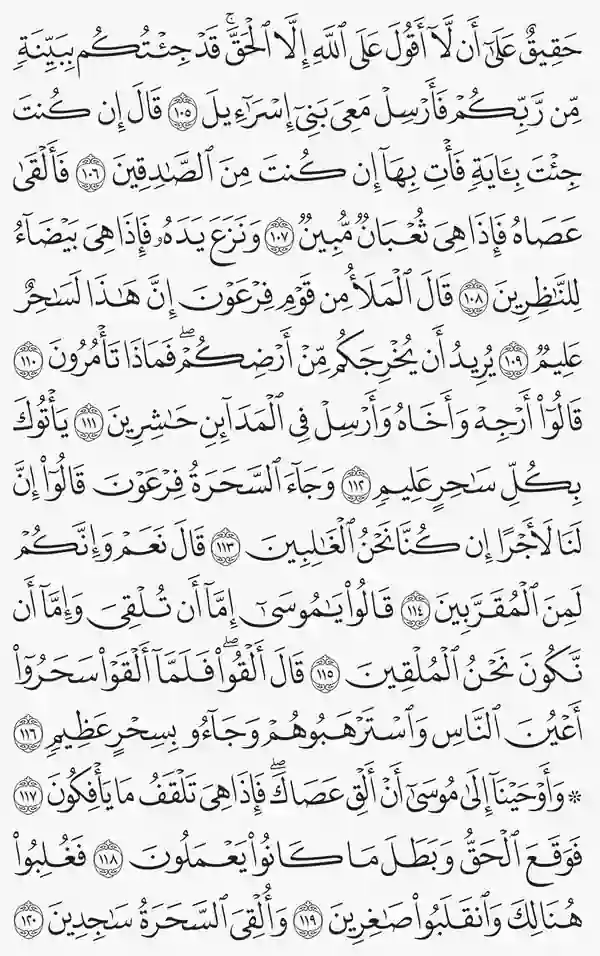 حَقِيقٌ عَلَىٰٓ أَن لَّآ أَقُولَ عَلَى ٱللَّهِ إِلَّا ٱلْحَقَّۚ قَدْ جِئْتُكُم بِبَيِّنَةٍ
مِّن رَّبِّكُمْ فَأَرْسِلْ مَعِىَ بَنِىٓ إِسْرَٰٓءِيلَ ١٠٥ قَالَ إِن كُنتَ
جِئْتَ بِـَٔايَةٍ فَأْتِ بِهَآ إِن كُنتَ مِنَ ٱلصَّـٰدِقِينَ ١٠٦ فَأَلْقَىٰ
عَصَاهُ فَإِذَا هِىَ ثُعْبَانٌ مُّبِينٌ ١٠٧ وَنَزَعَ يَدَهُۥ فَإِذَا هِىَ بَيْضَآءُ
لِلنَّـٰظِرِينَ ١٠٨ قَالَ ٱلْمَلَأُ مِن قَوْمِ فِرْعَوْنَ إِنَّ هَـٰذَا لَسَـٰحِرٌ
عَلِيمٌ ١٠٩ يُرِيدُ أَن يُخْرِجَكُم مِّنْ أَرْضِكُمْۖ فَمَاذَا تَأْمُرُونَ ١١٠
قَالُوٓا۟ أَرْجِهْ وَأَخَاهُ وَأَرْسِلْ فِى ٱلْمَدَآئِنِ حَـٰشِرِينَ ١١١ يَأْتُوكَ
بِكُلِّ سَـٰحِرٍ عَلِيمٍ ١١٢ وَجَآءَ ٱلسَّحَرَةُ فِرْعَوْنَ قَالُوٓا۟ إِنَّ
لَنَا لَأَجْرًا إِن كُنَّا نَحْنُ ٱلْغَـٰلِبِينَ ١١٣ قَالَ نَعَمْ وَإِنَّكُمْ
لَمِنَ ٱلْمُقَرَّبِينَ ١١٤ قَالُوا۟ يَـٰمُوسَىٰٓ إِمَّآ أَن تُلْقِىَ وَإِمَّآ أَن
نَّكُونَ نَحْنُ ٱلْمُلْقِينَ ١١٥ قَالَ أَلْقُوا۟ۖ فَلَمَّآ أَلْقَوْا۟ سَحَرُوٓا۟
أَعْيُنَ ٱلنَّاسِ وَٱسْتَرْهَبُوهُمْ وَجَآءُو بِسِحْرٍ عَظِيمٍ ١١٦
۞ وَأَوْحَيْنَآ إِلَىٰ مُوسَىٰٓ أَنْ أَلْقِ عَصَاكَۖ فَإِذَا هِىَ تَلْقَفُ مَا يَأْفِكُونَ ١١٧
فَوَقَعَ ٱلْحَقُّ وَبَطَلَ مَا كَانُوا۟ يَعْمَلُونَ ١١٨ فَغُلِبُوا۟
هُنَالِكَ وَٱنقَلَبُوا۟ صَـٰغِرِينَ ١١٩ وَأُلْقِىَ ٱلسَّحَرَةُ سَـٰجِدِينَ ١٢٠